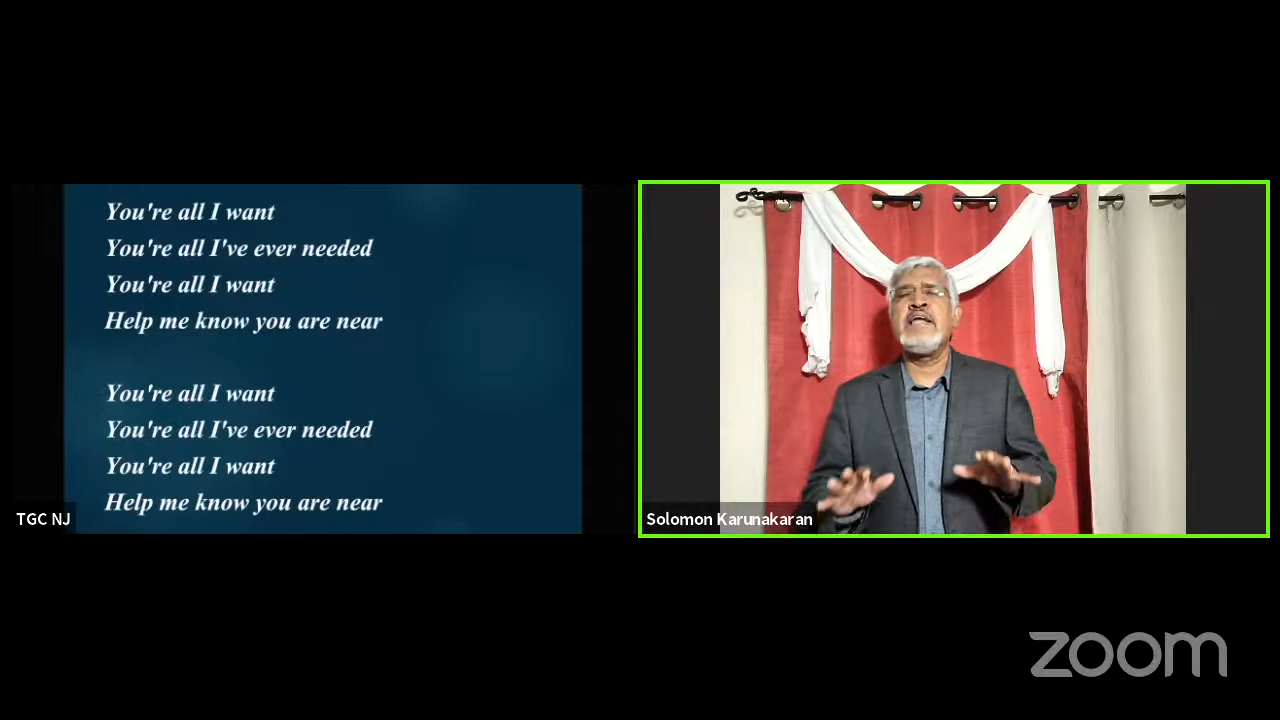 You're all I want
You're all I've ever needed
You're all I want
Help me know you are near
You're all I want
You're all I've ever needed
You're all I want
Help me know you are near
TGC NJ
Solomon Karunakaran
zoom